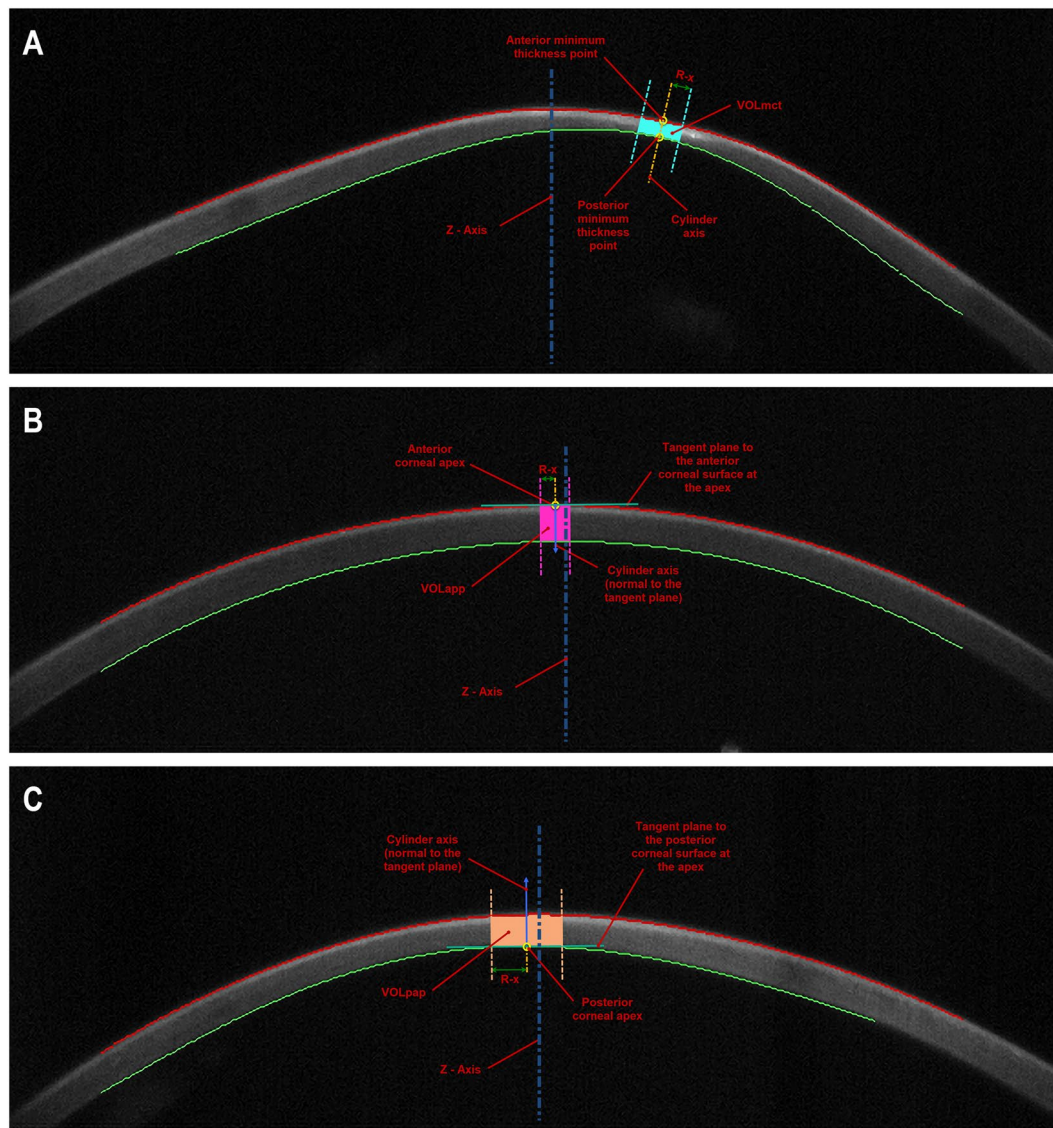 A
Anterior minimum
thickness point
R-x
VOLmct
Posterior
minimum
thickness
point
Cylinder
axis
Z - Axis
B
Anterior
corneal apex
R-x
Tangent plane to
the anterior
corneal surface at
the apex
VOLapp
Cylinder axis
(normal to the
tangent plane)
Z - Axis
C
Cylinder axis
(normal to the
tangent plane)
Tangent plane to
the posterior
corneal surface at
the apex
R-x
VOLpap
Posterior
corneal apex
Z - Axis